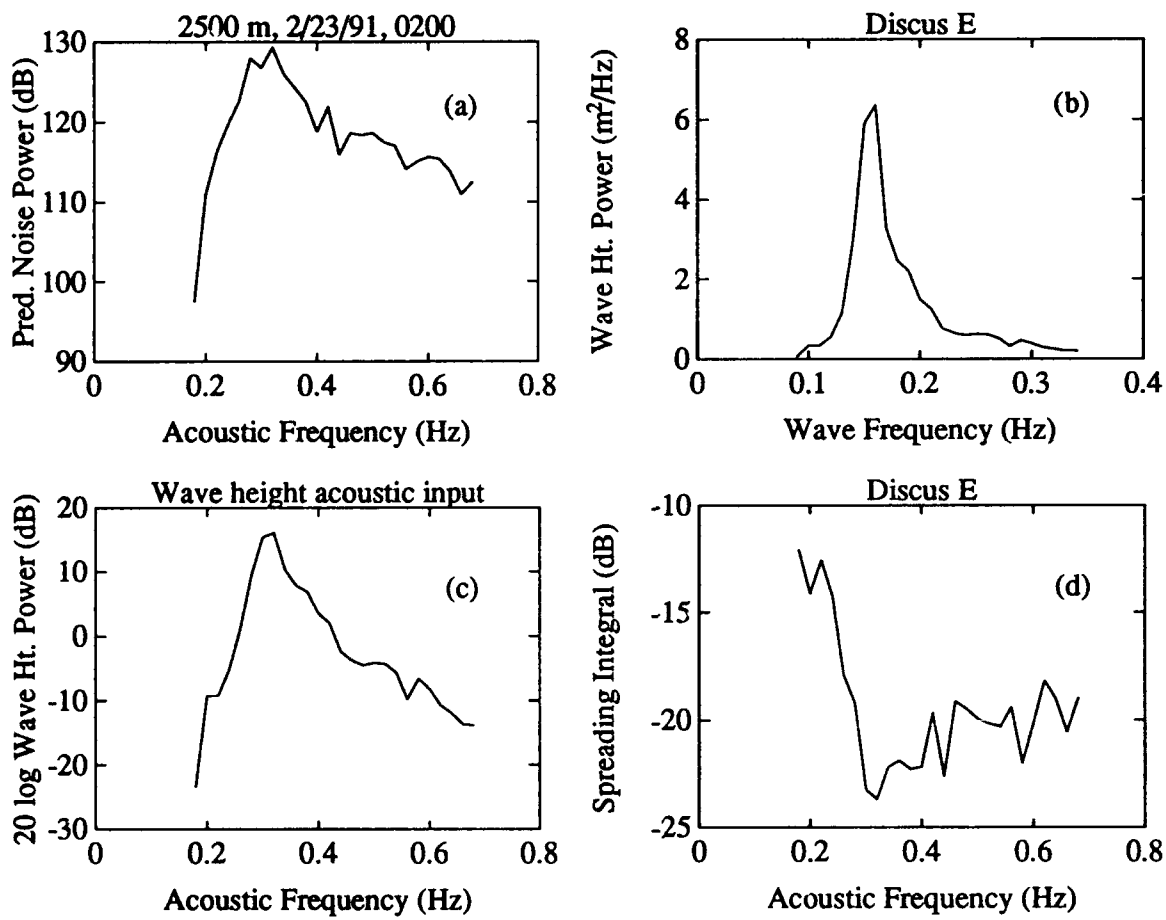 2500 m, 2/23/91, 0200
Pred. Noise Power (dB)
130
120
110
100
90
(a)
0
0.2
0.4
0.6
0.8
Acoustic Frequency (Hz)
Discus E
Wave Ht. Power (m²/Hz)
8
6
4
2
0
(b)
0
0.1
0.2
0.3
0.4
Wave Frequency (Hz)
Wave height acoustic input
20 log Wave Ht. Power (dB)
20
10
0
-10
-20
-30
(c)
0
0.2
0.4
0.6
0.8
Acoustic Frequency (Hz)
Discus E
Spreading Integral (dB)
-10
-15
-20
-25
(d)
0
0.2
0.4
0.6
0.8
Acoustic Frequency (Hz)